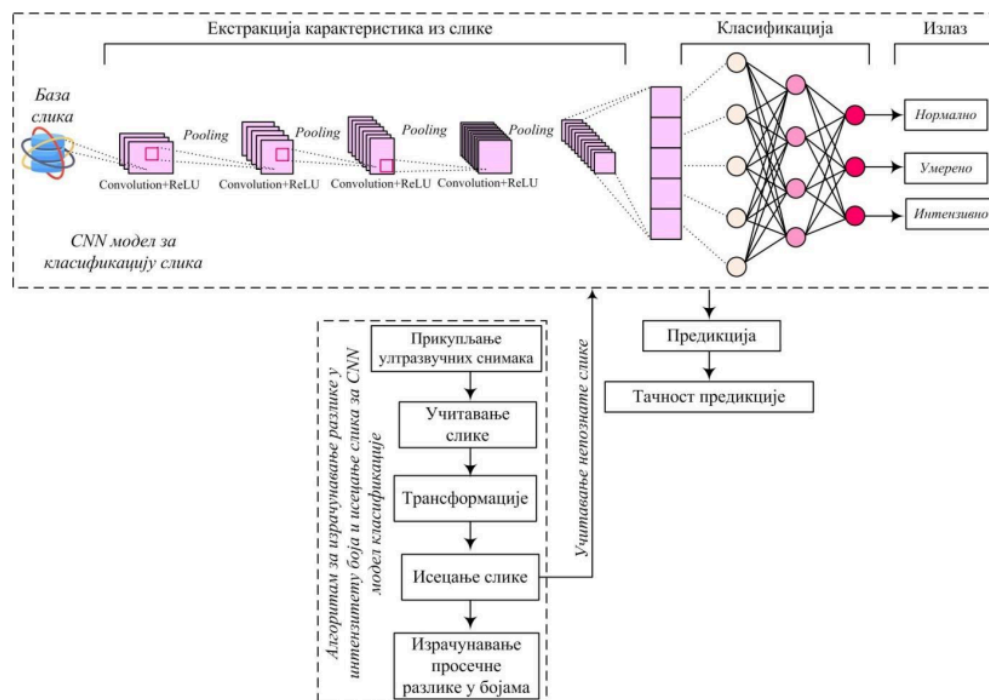 Екстракција карактеристика из слике
Класификација
Излаз
База
слика
Pooling
Pooling
Pooling
Pooling
Convolution+ReLU
Convolution+ReLU
Convolution+ReLU
Convolution+ReLU
Нормално
Умерено
Интензивно
CNN модел за
класификацију слика
Алгоритам за израчунавање разлике у
интензитету боја и исецање слика за CNN
модел класификације
Прикупљање
ултразвучних снимака
Учитавање
слике
Трансформације
Исецање слике
Израчунавање
просечне
разлике у бојама
Учитавање непознате слике
Предикција
Тачност предикције